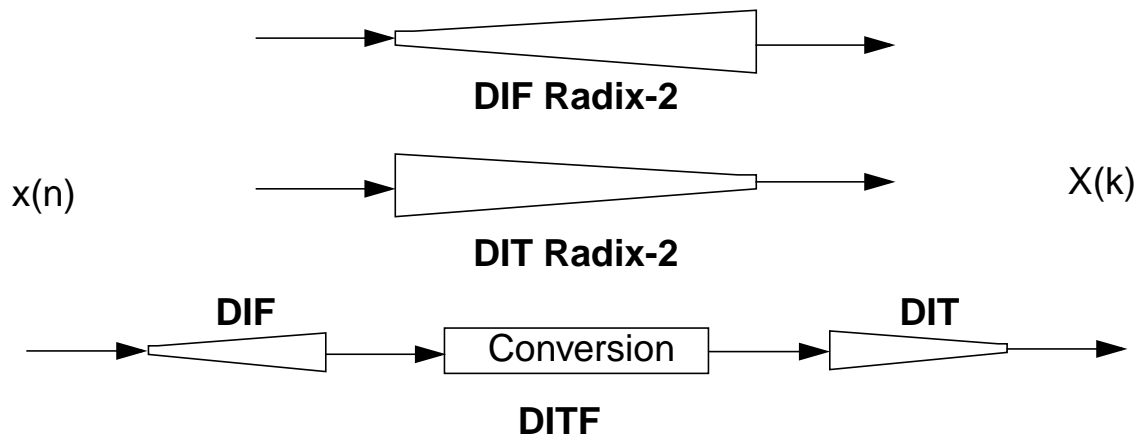 DIF Radix-2
x(n)
X(k)
DIT Radix-2
DIF
DIT
Conversion
DITF